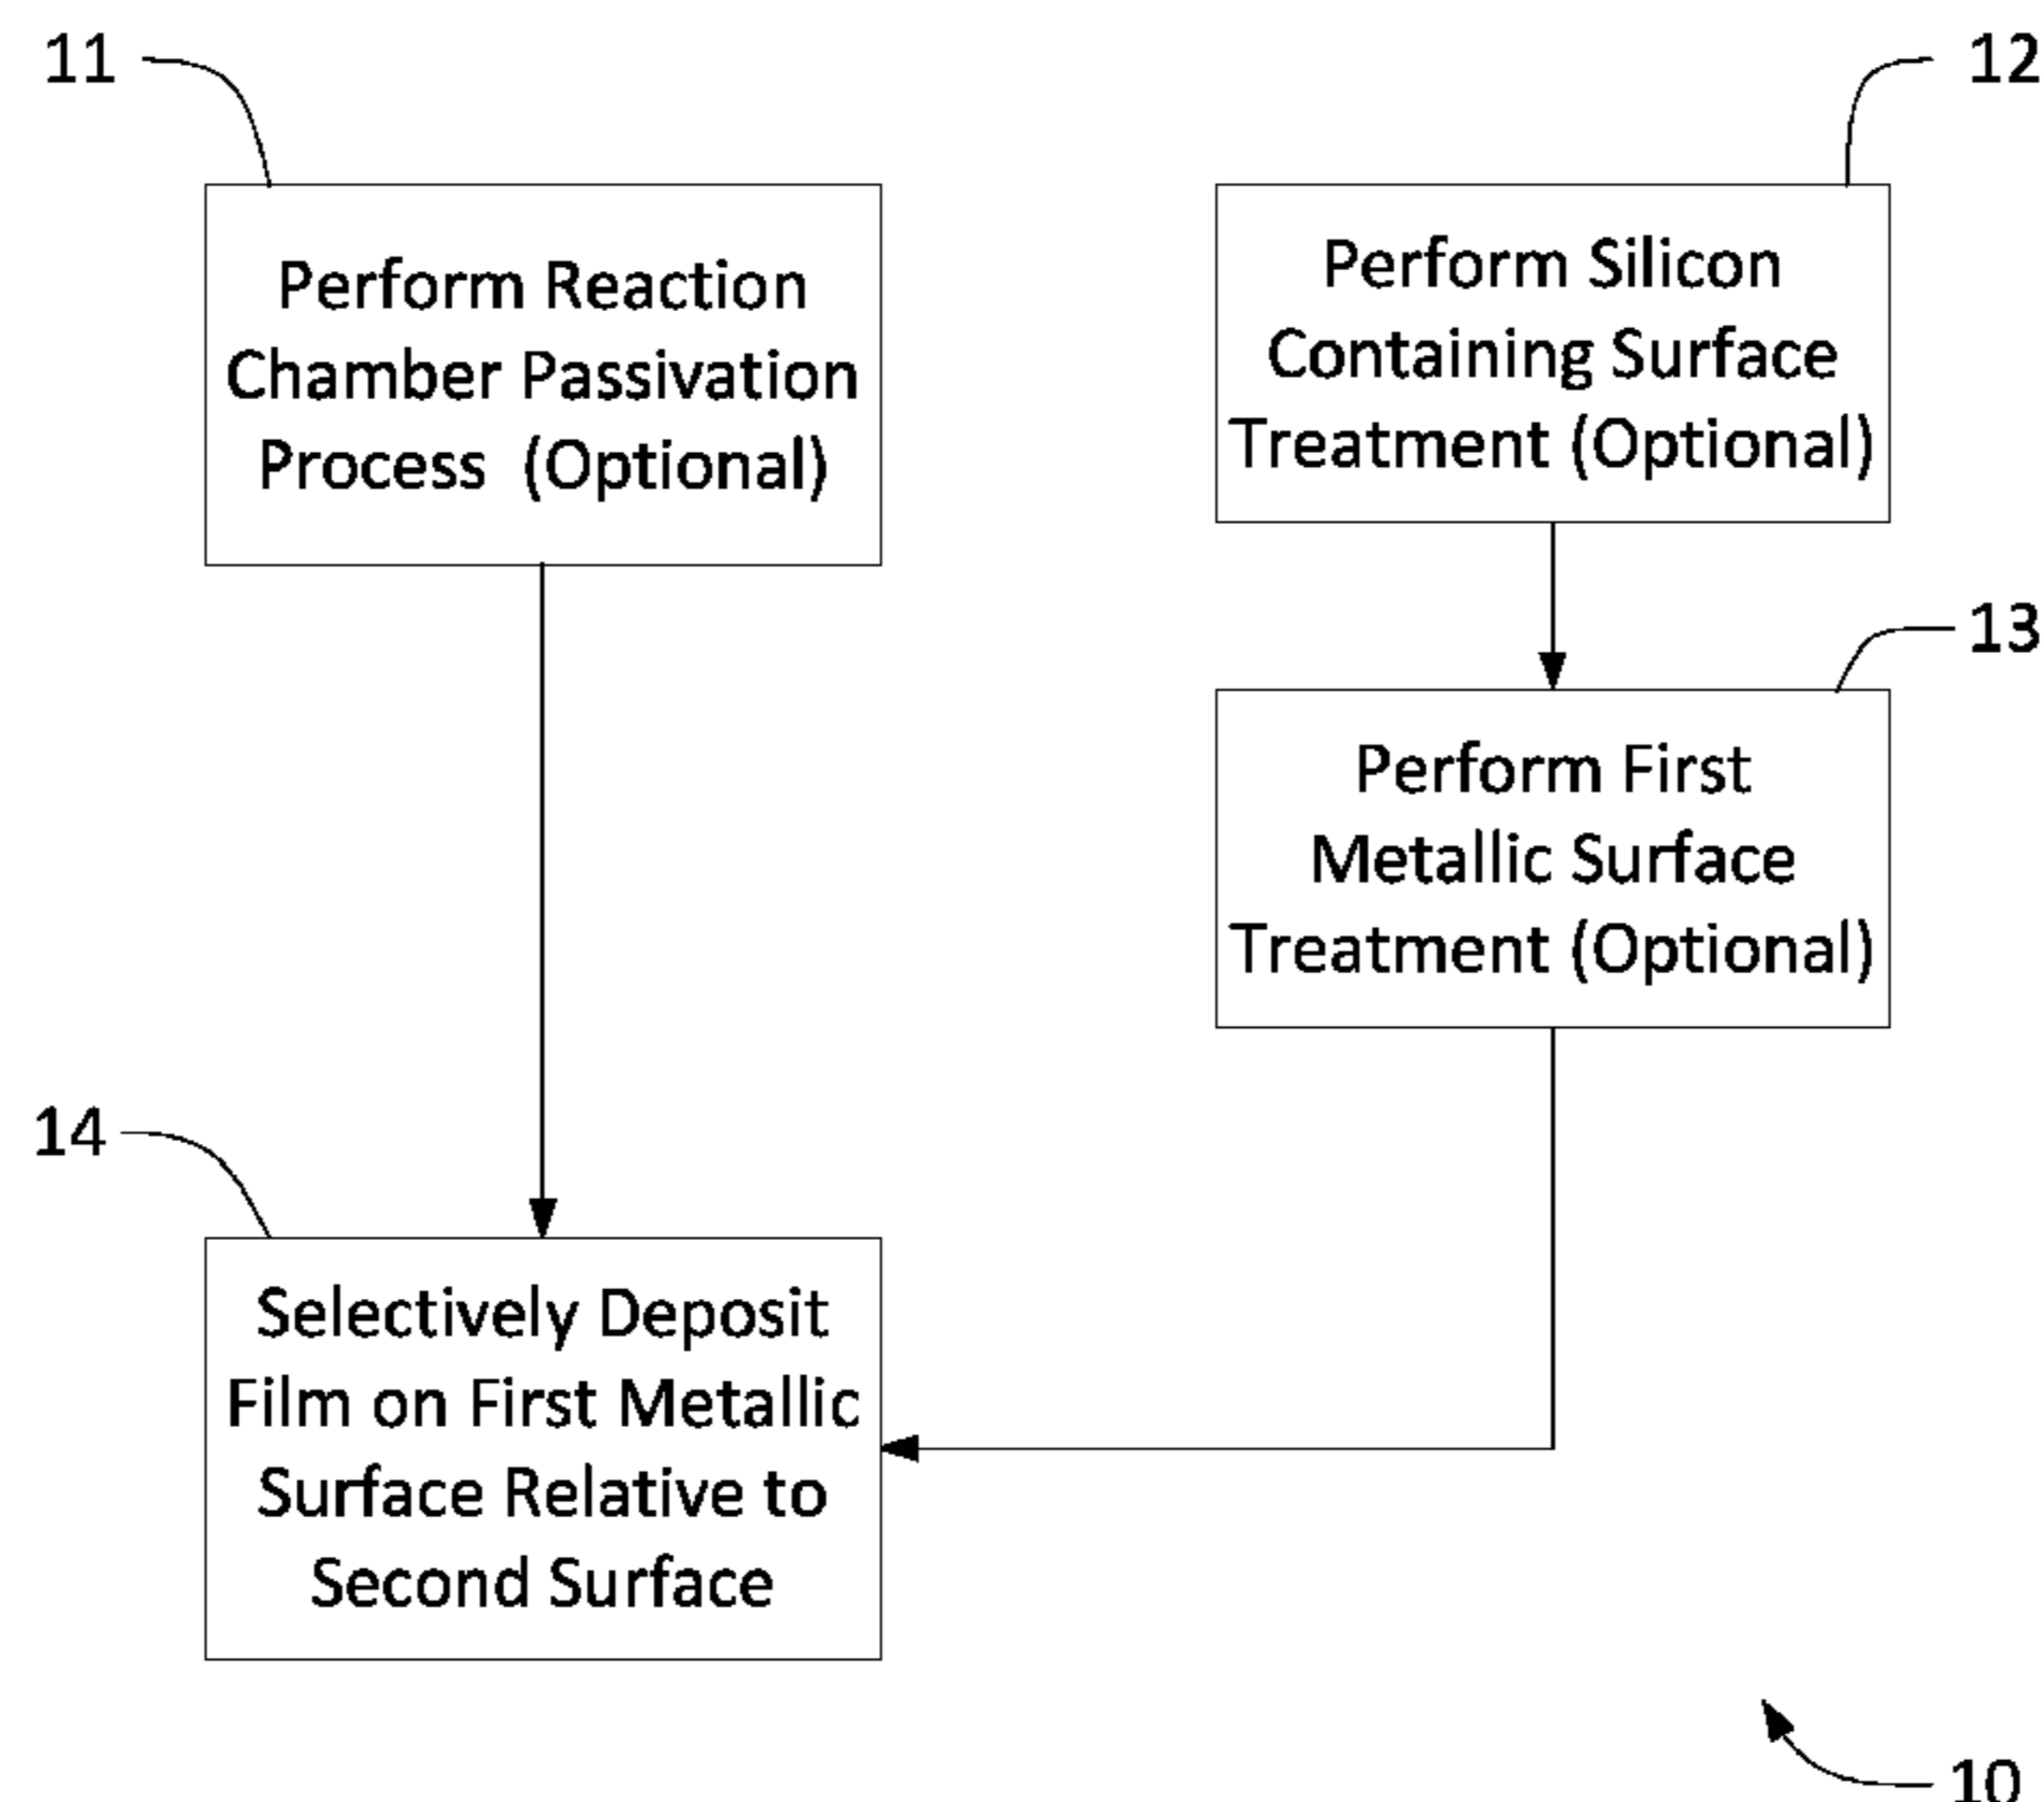 11
12
Perform Reaction
Chamber Passivation
Process (Optional)
Perform Silicon
Containing Surface
Treatment (Optional)
13
Perform First
Metallic Surface
Treatment (Optional)
14
Selectively Deposit
Film on First Metallic
Surface Relative to
Second Surface
10